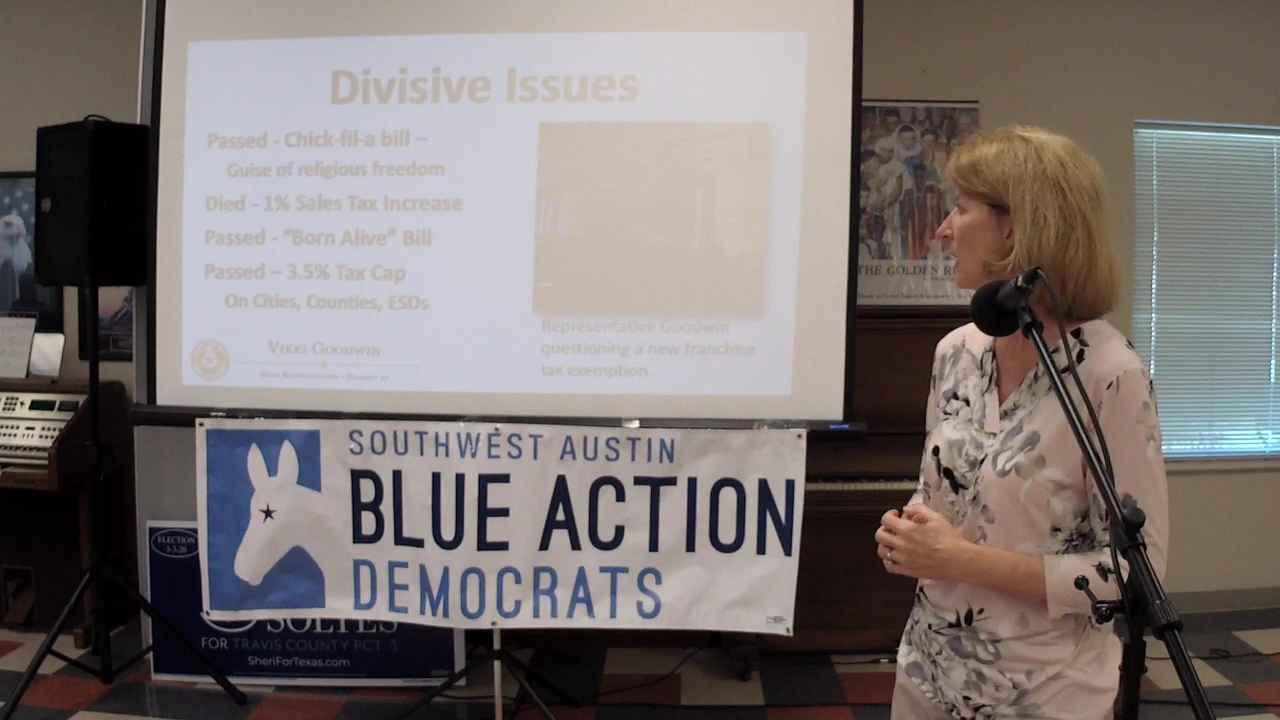 Divisive Issues
Passed - Chick-fil-a bill –
Guise of religious freedom
Died - 1% Sales Tax Increase
Passed - “Born Alive” Bill
Passed – 3.5% Tax Cap
On Cities, Counties, ESDs
Representative Goodwin
questioning a new franchise
tax exemption
VIKKI GOODWIN
THE GOLDEN
SOUTHWEST AUSTIN
BLUE ACTION
DEMOCRATS
ELECTION
3-3-20
SOLTES
FOR TRAVIS COUNTY PCT. 3
SheriForTexas.com